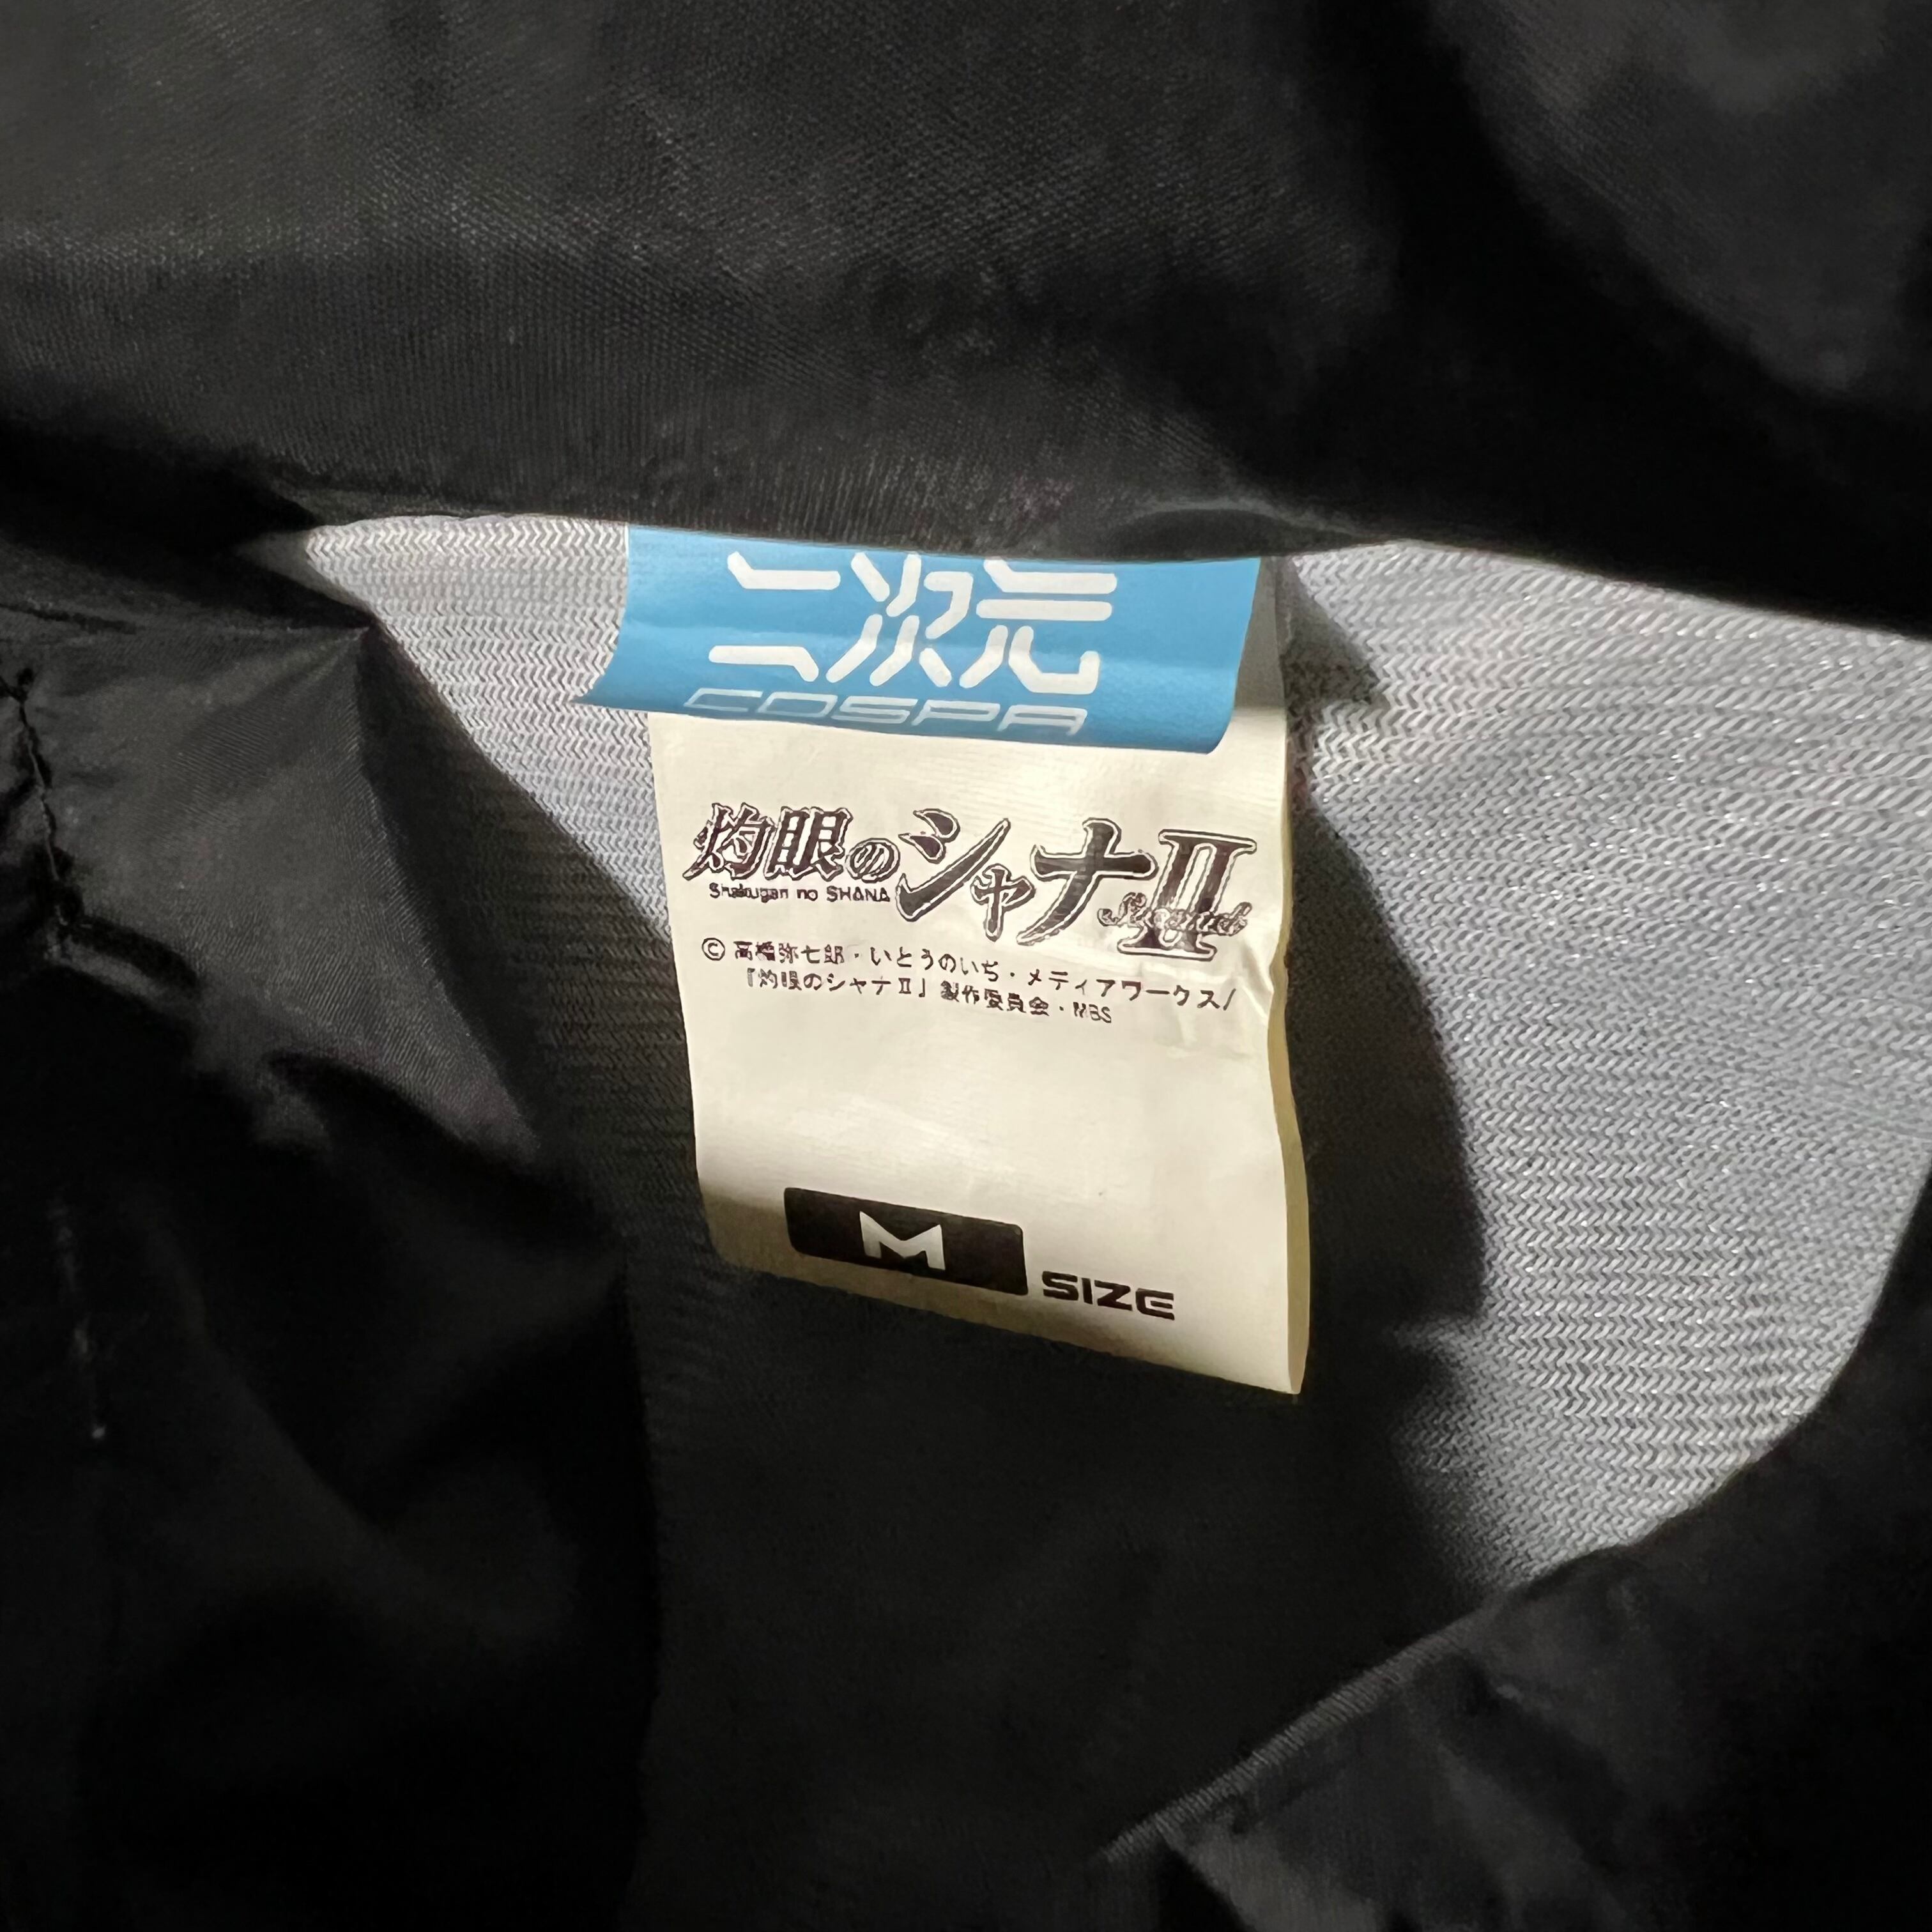 二次元
COSPA
灼眼のシャナII
Shakugan no SHANA
Second
© 高橋弥七郎・いとうのいぢ・メディアワークス/
『灼眼のシャナII』製作委員会・MBS
M SIZE